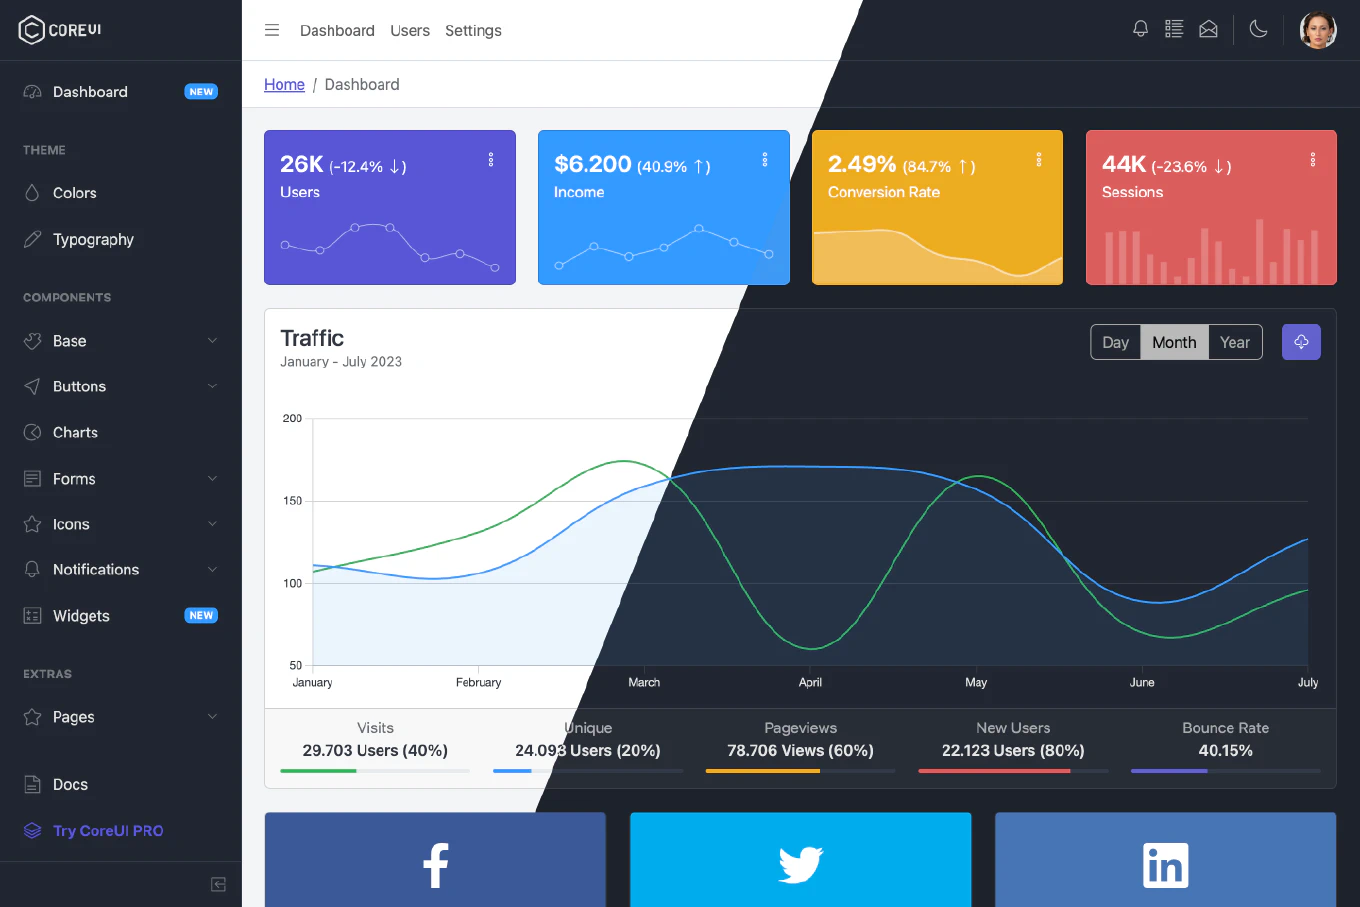 COREUI
Dashboard NEW
THEME
Colors
Typography
COMPONENTS
Base
Buttons
Charts
Forms
Icons
Notifications
Widgets NEW
EXTRAS
Pages
Docs
Try CoreUI PRO
Dashboard Users Settings
Home / Dashboard
26K (-12.4% ↓)
Users
$6.200 (40.9% ↑)
Income
2.49% (84.7% ↑)
Conversion Rate
44K (-23.6% ↓)
Sessions
Traffic
January - July 2023
Day Month Year
200
150
100
50
January February March April May June July
Visits
29.703 Users (40%)
Unique
24.093 Users (20%)
Pageviews
78.706 Views (60%)
New Users
22.123 Users (80%)
Bounce Rate
40.15%